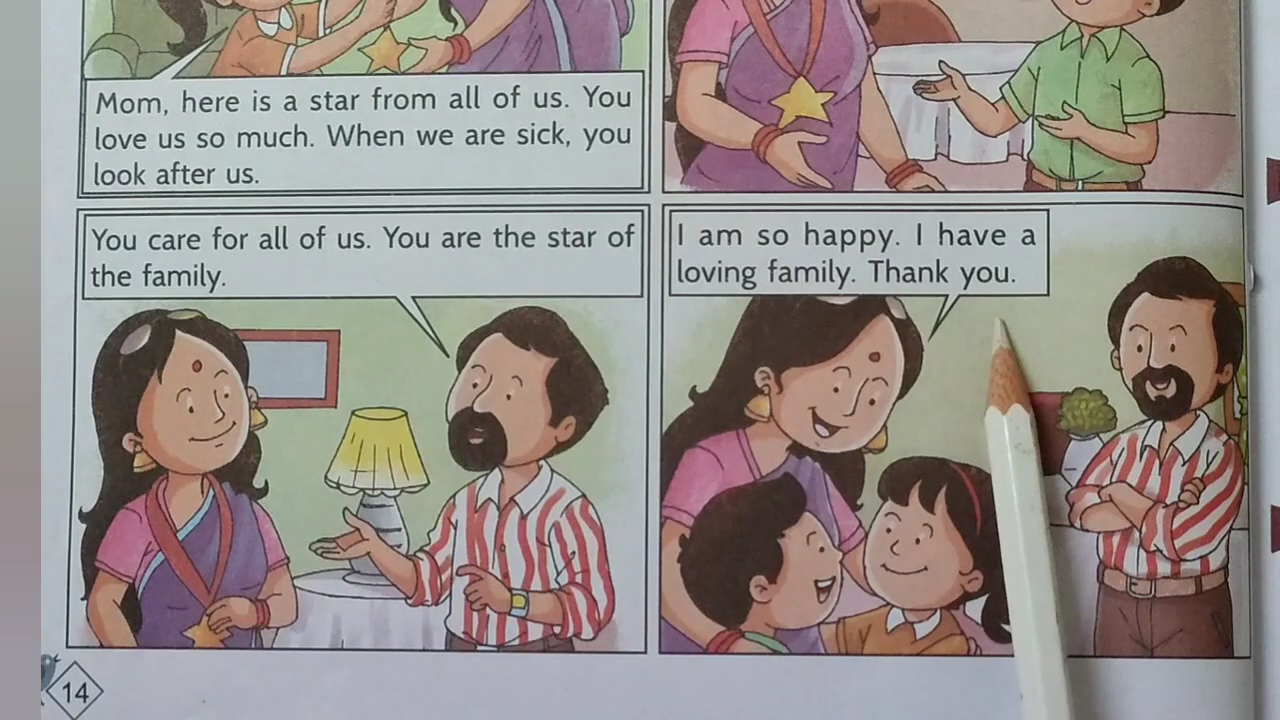 Mom, here is a star from all of us. You
love us so much. When we are sick, you
look after us.
You care for all of us. You are the star of
the family.
I am so happy. I have a
loving family. Thank you.
14